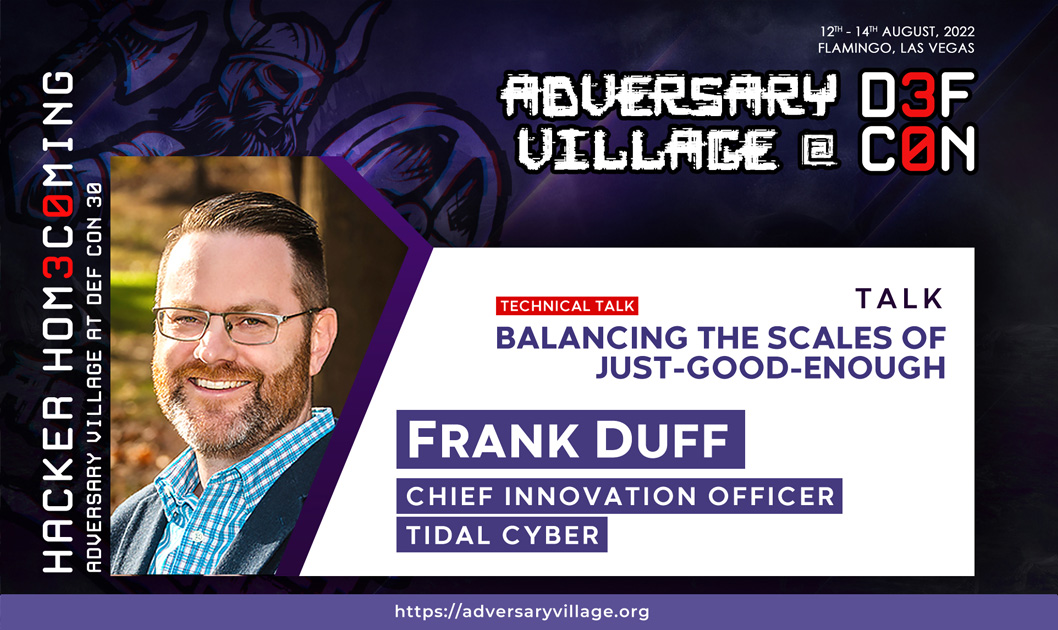 12TH - 14TH AUGUST, 2022
FLAMINGO, LAS VEGAS
ADVERSARY D3F
VILLAGE @ C0N
HACKER HOM3C0MING
ADVERSARY VILLAGE AT DEF CON 30
TALK
TECHNICAL TALK
BALANCING THE SCALES OF
JUST-GOOD-ENOUGH
FRANK DUFF
CHIEF INNOVATION OFFICER
TIDAL CYBER
https://adversaryvillage.org